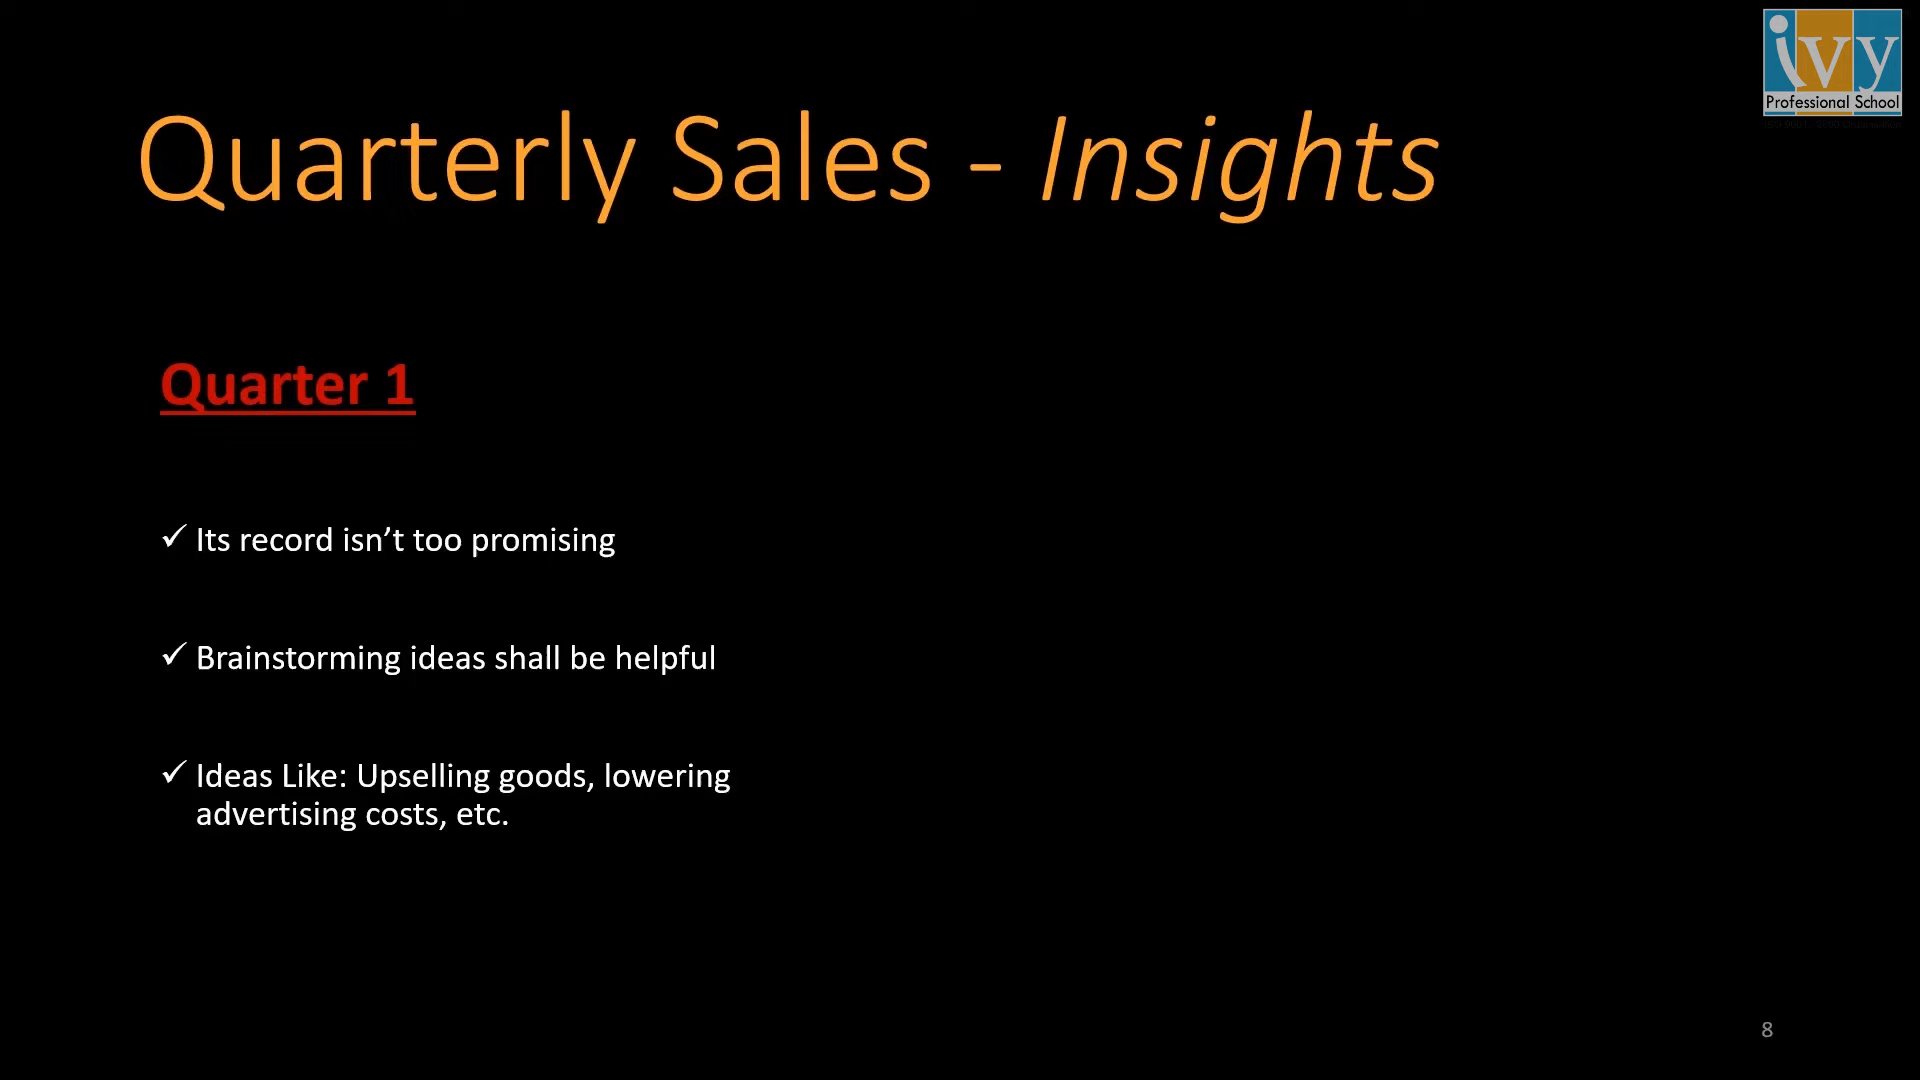 ivy
Professional School
Quarterly Sales - Insights
Quarter 1
✓ Its record isn’t too promising
✓ Brainstorming ideas shall be helpful
✓ Ideas Like: Upselling goods, lowering
advertising costs, etc.
8